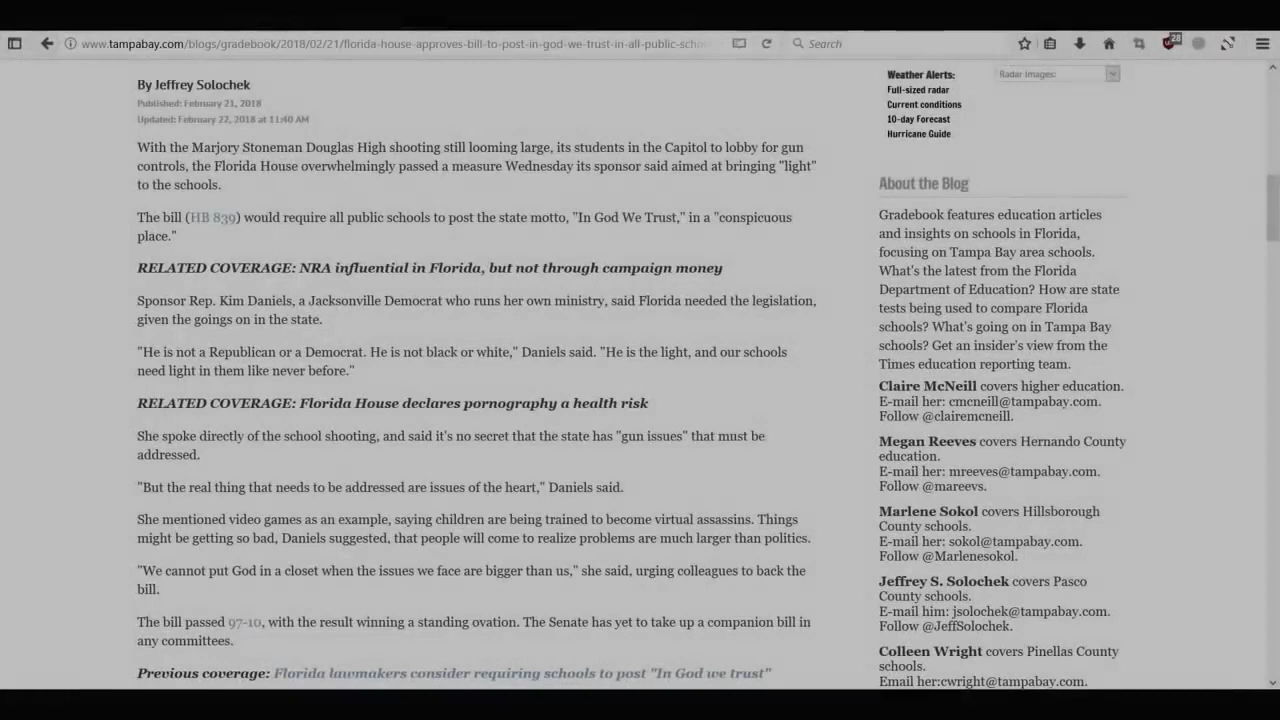 www.tampabay.com/blogs/gradebook/2018/02/21/florida-house-approves-bill-to-post-in-god-we-trust-in-all-public-scho
Search
28
By Jeffrey Solochek
Published: February 21, 2018
Updated: February 22, 2018 at 11:40 AM
With the Marjory Stoneman Douglas High shooting still looming large, its students in the Capitol to lobby for gun
controls, the Florida House overwhelmingly passed a measure Wednesday its sponsor said aimed at bringing "light"
to the schools.
The bill (HB 839) would require all public schools to post the state motto, "In God We Trust," in a "conspicuous
place."
RELATED COVERAGE: NRA influential in Florida, but not through campaign money
Sponsor Rep. Kim Daniels, a Jacksonville Democrat who runs her own ministry, said Florida needed the legislation,
given the goings on in the state.
"He is not a Republican or a Democrat. He is not black or white," Daniels said. "He is the light, and our schools
need light in them like never before."
RELATED COVERAGE: Florida House declares pornography a health risk
She spoke directly of the school shooting, and said it's no secret that the state has "gun issues" that must be
addressed.
"But the real thing that needs to be addressed are issues of the heart," Daniels said.
She mentioned video games as an example, saying children are being trained to become virtual assassins. Things
might be getting so bad, Daniels suggested, that people will come to realize problems are much larger than politics.
"We cannot put God in a closet when the issues we face are bigger than us," she said, urging colleagues to back the
bill.
The bill passed 97-10, with the result winning a standing ovation. The Senate has yet to take up a companion bill in
any committees.
Previous coverage: Florida lawmakers consider requiring schools to post "In God we trust"
Weather Alerts:
Full-sized radar
Current conditions
10-day Forecast
Hurricane Guide
Radar Images:
About the Blog
Gradebook features education articles
and insights on schools in Florida,
focusing on Tampa Bay area schools.
What's the latest from the Florida
Department of Education? How are state
tests being used to compare Florida
schools? What's going on in Tampa Bay
schools? Get an insider's view from the
Times education reporting team.
Claire McNeill covers higher education.
E-mail her: cmcneill@tampabay.com.
Follow @clairemcneill.
Megan Reeves covers Hernando County
education.
E-mail her: mreeves@tampabay.com.
Follow @mareevs.
Marlene Sokol covers Hillsborough
County schools.
E-mail her: sokol@tampabay.com.
Follow @Marlenesokol.
Jeffrey S. Solochek covers Pasco
County schools.
E-mail him: jsolochek@tampabay.com.
Follow @JeffSolochek.
Colleen Wright covers Pinellas County
schools.
Email her:cwright@tampabay.com.